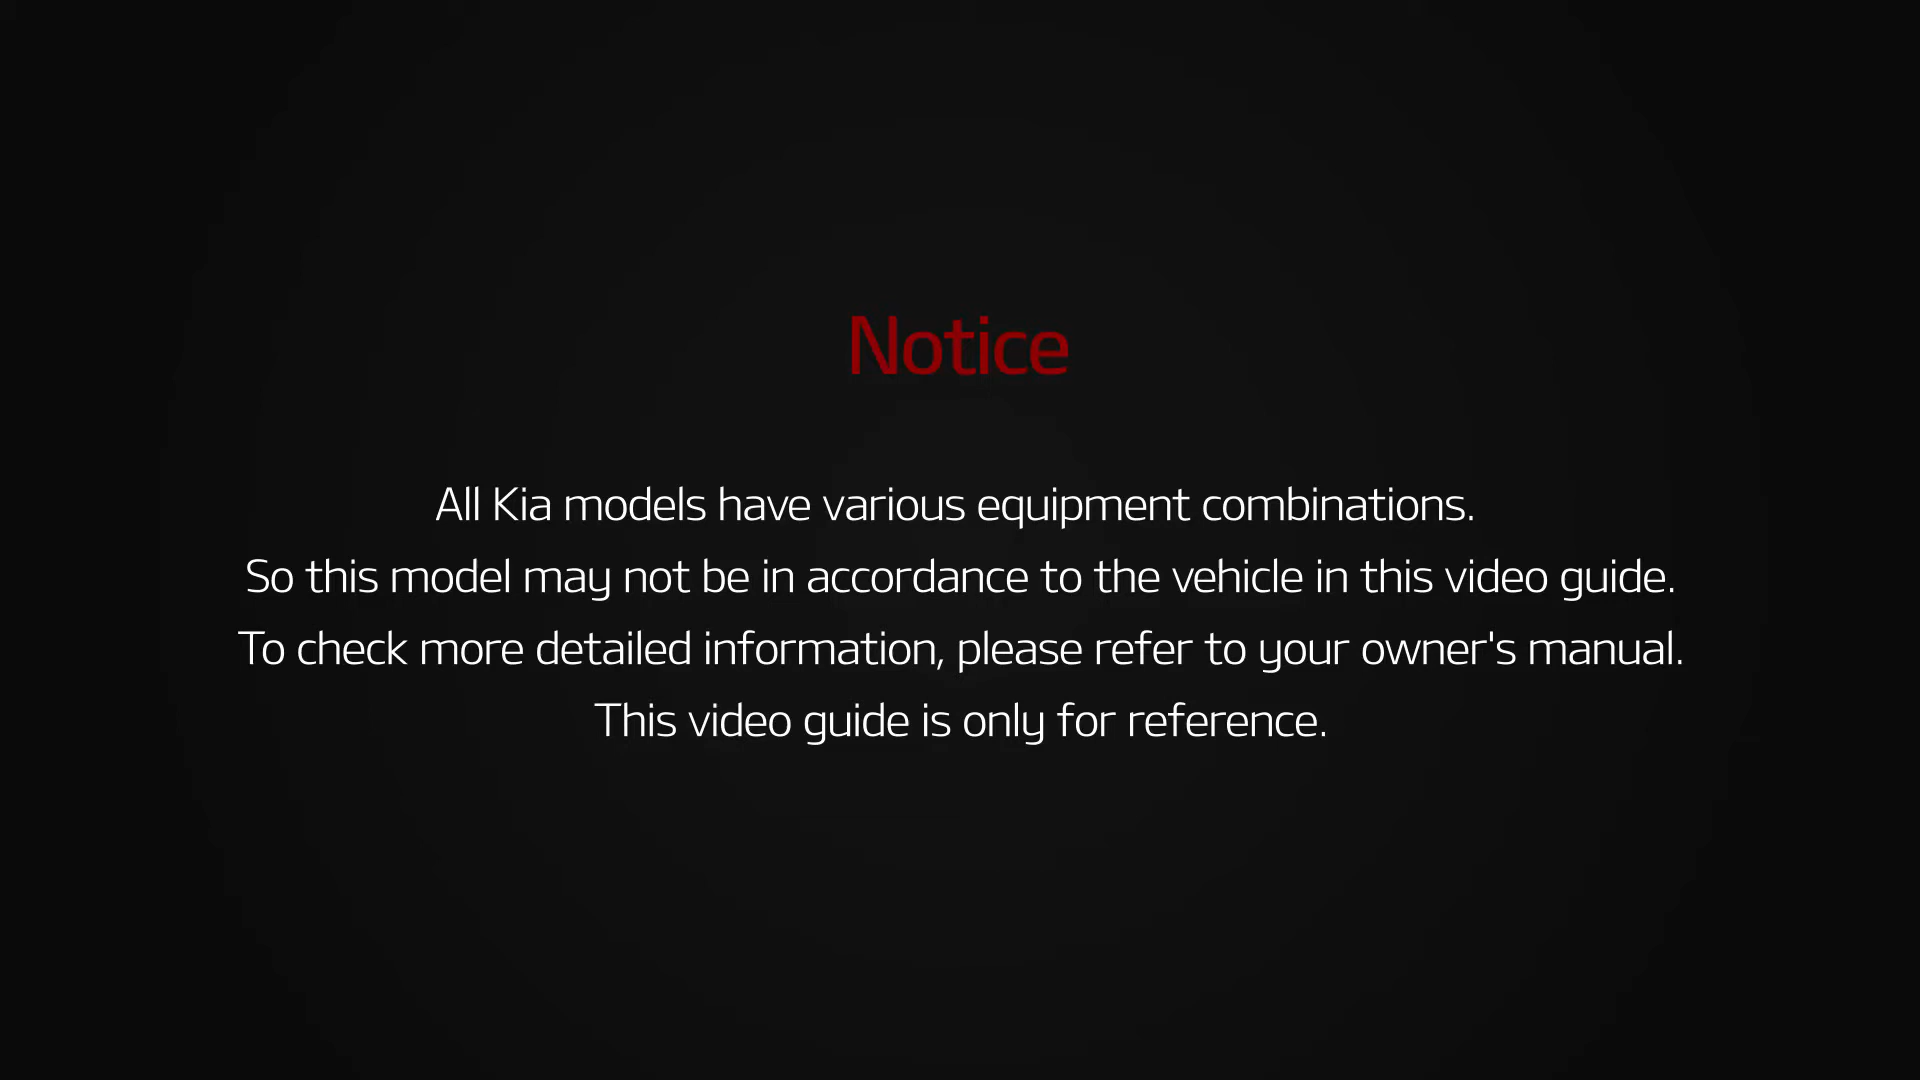 Notice
All Kia models have various equipment combinations.
So this model may not be in accordance to the vehicle in this video guide.
To check more detailed information, please refer to your owner's manual.
This video guide is only for reference.